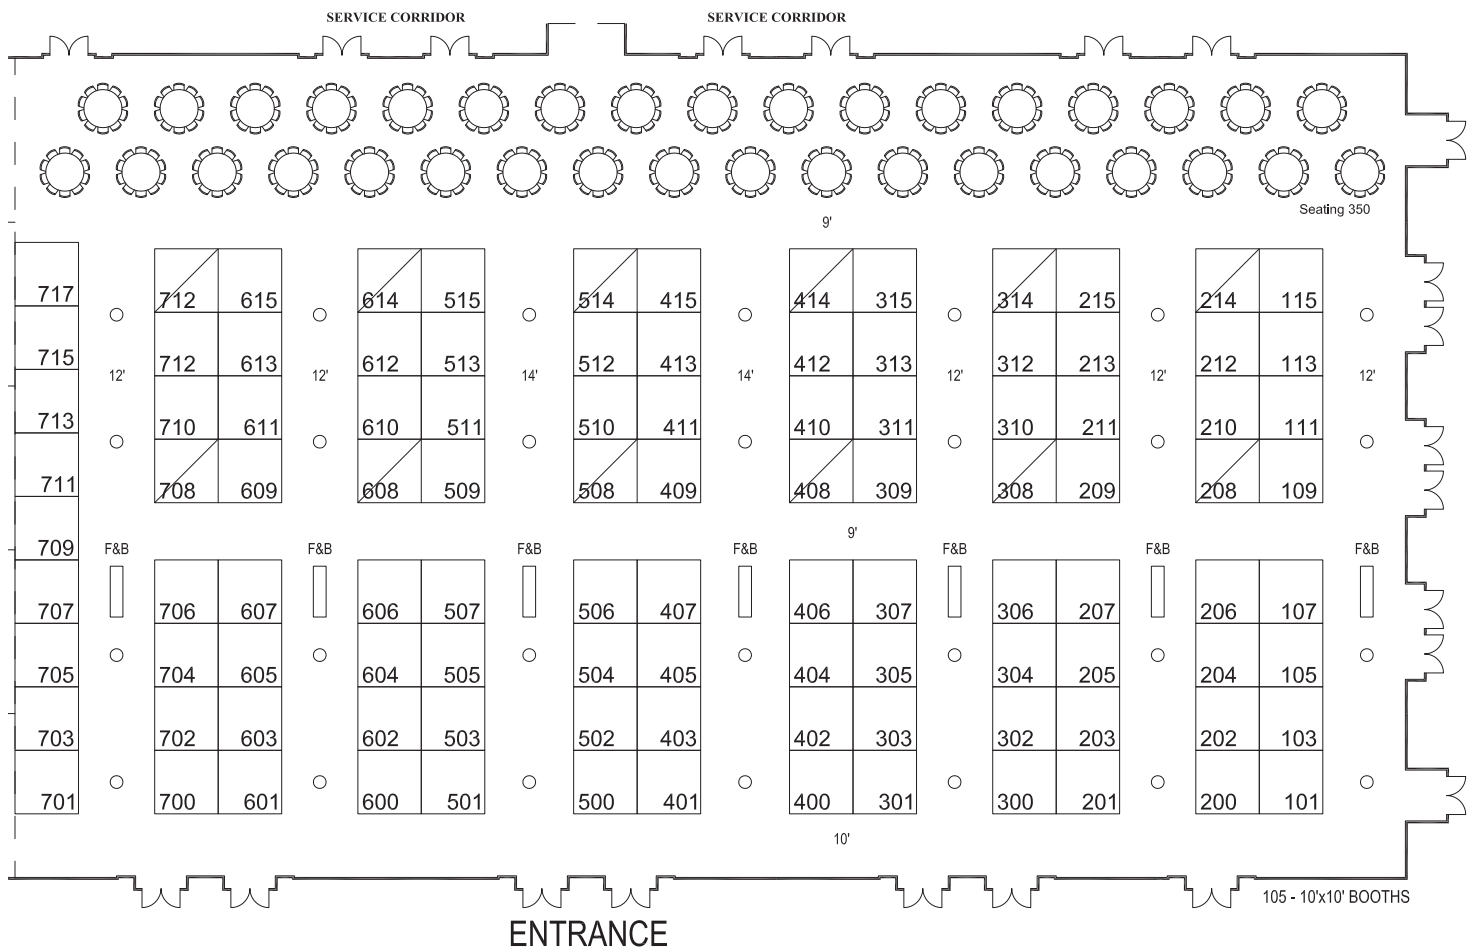 SERVICE CORRIDOR SERVICE CORRIDOR
Seating 350
9'
717 712 615 614 515 514 415 414 315 314 215 214 115
715 712 613 612 513 512 413 412 313 312 213 212 113
12' 12' 14' 14' 12' 12' 12'
713 710 611 610 511 510 411 410 311 310 211 210 111
711 708 609 608 509 508 409 408 309 308 209 208 109
9'
709 F&B F&B F&B F&B F&B F&B F&B
707 706 607 606 507 506 407 406 307 306 207 206 107
705 704 605 604 505 504 405 404 305 304 205 204 105
703 702 603 602 503 502 403 402 303 302 203 202 103
701 700 601 600 501 500 401 400 301 300 201 200 101
10'
105 - 10'x10' BOOTHS
ENTRANCE